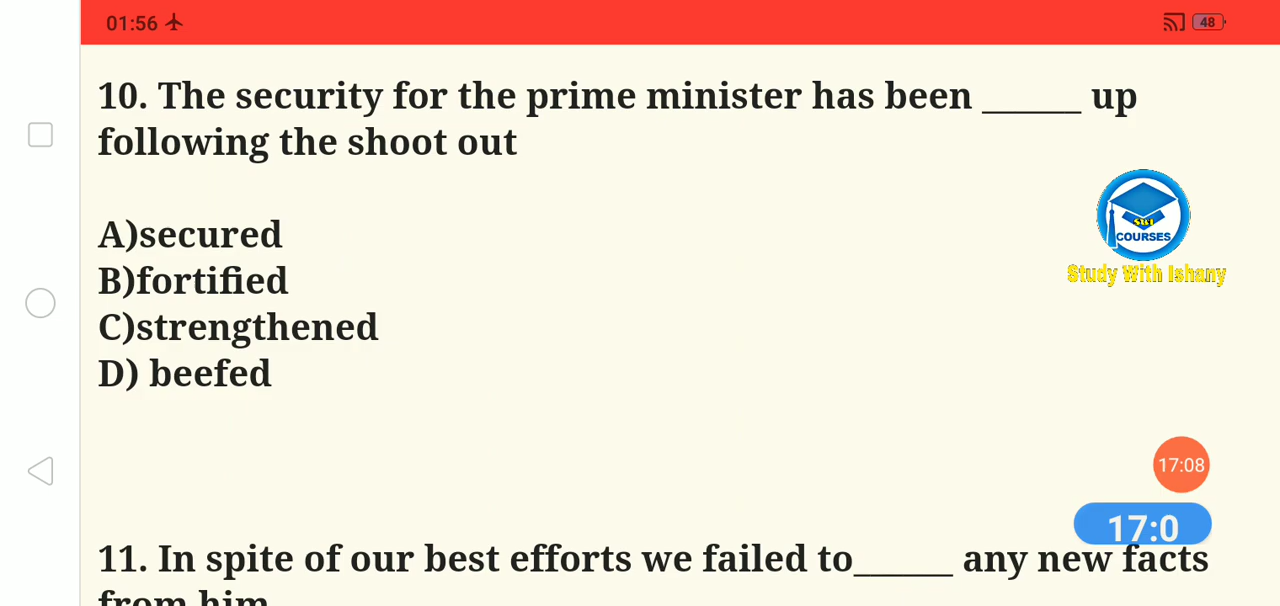 01:56
48
10. The security for the prime minister has been ______ up
following the shoot out
COURSES
Study With Ishany
A)secured
B)fortified
C)strengthened
D) beefed
17:08
17:0
11. In spite of our best efforts we failed to______ any new facts
from him